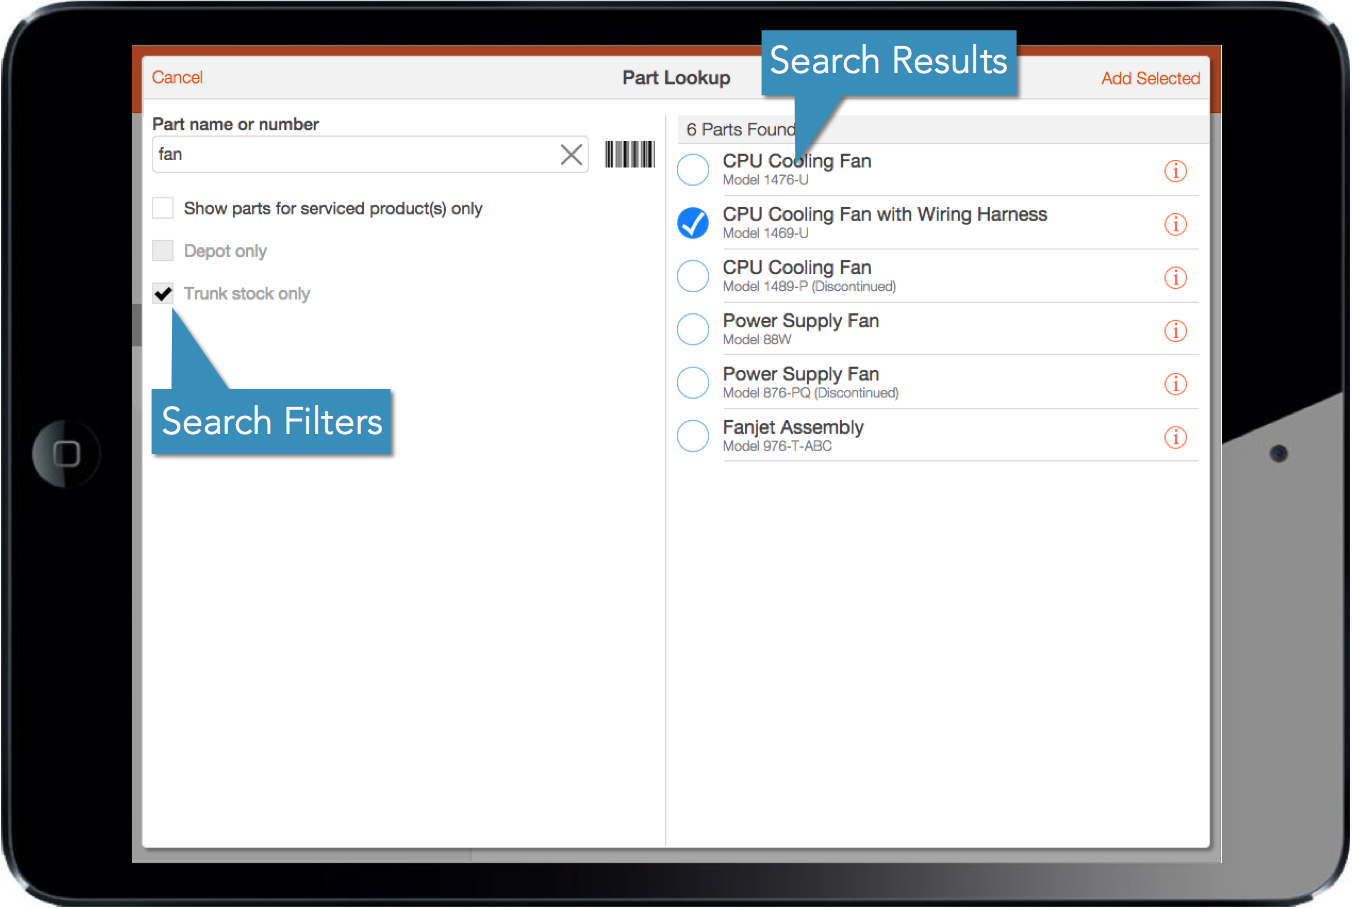 Cancel
Part Lookup
Search Results
Add Selected
Part name or number
fan
Show parts for serviced product(s) only
Depot only
Trunk stock only
Search Filters
6 Parts Found
CPU Cooling Fan
Model 1476-U
CPU Cooling Fan with Wiring Harness
Model 1469-U
CPU Cooling Fan
Model 1489-P (Discontinued)
Power Supply Fan
Model 88W
Power Supply Fan
Model 876-PQ (Discontinued)
Fanjet Assembly
Model 976-T-ABC